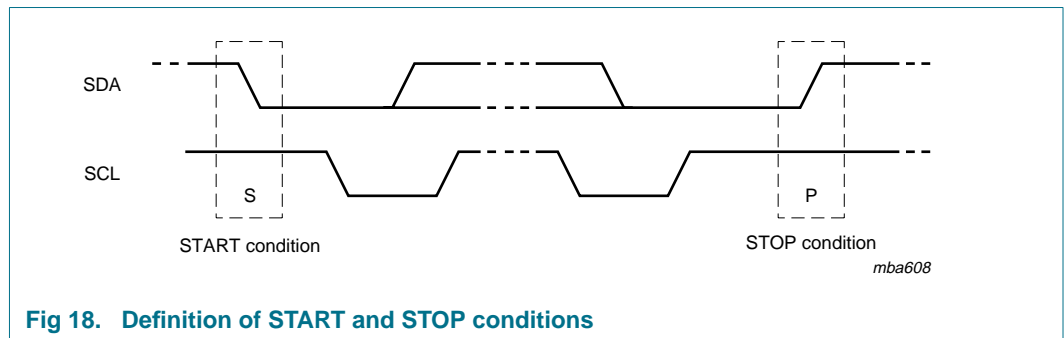 SDA
SCL
S
P
START condition
STOP condition
mba608
Fig 18. Definition of START and STOP conditions